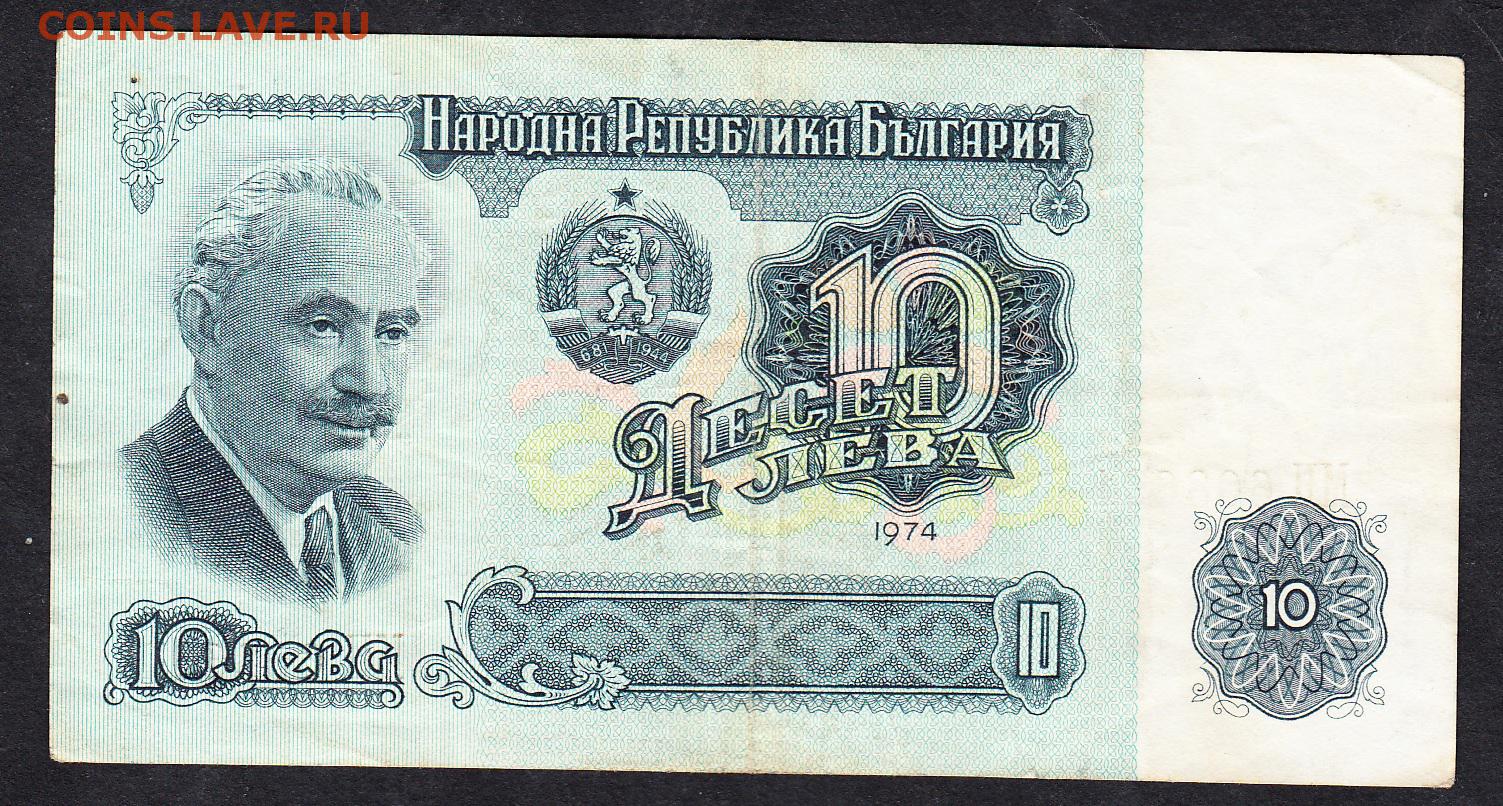 COINS.LAVE.RU
НАРОДНА РЕПУБЛИКА БЪЛГАРИЯ
681 1944
10
ДЕСЕТ
ЛЕВА
1974
10 лева
10
10